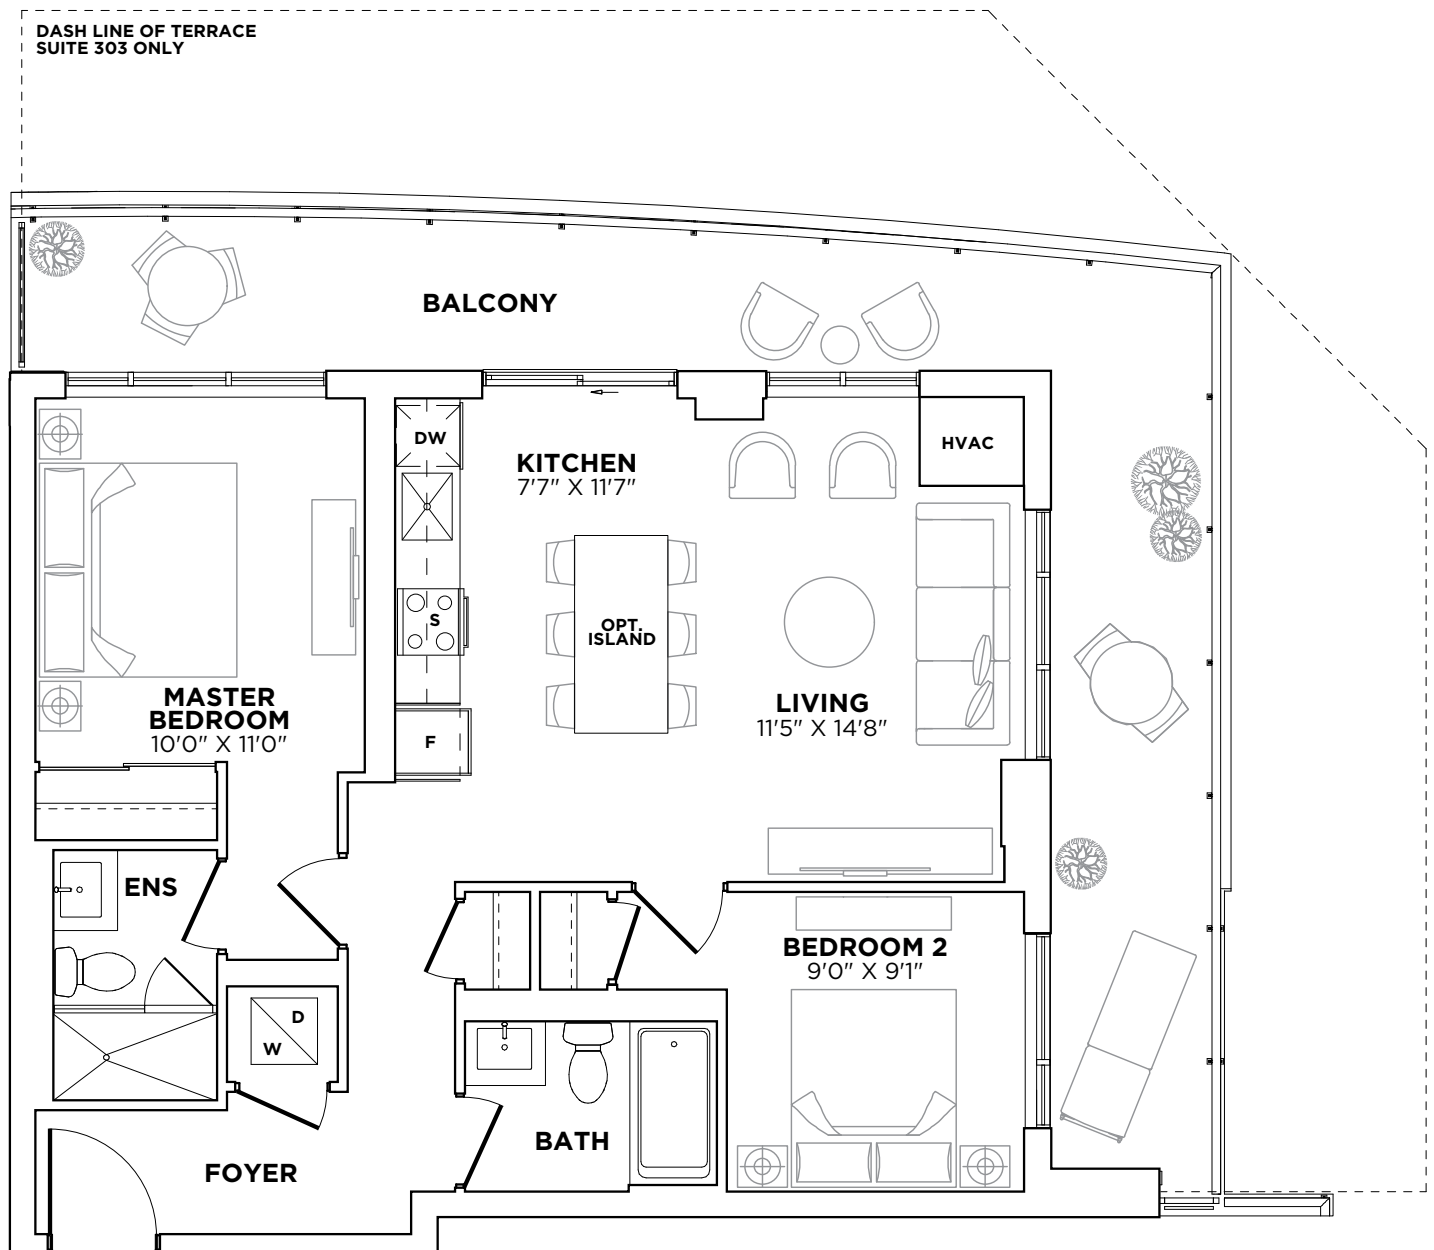 DASH LINE OF TERRACE
SUITE 303 ONLY
BALCONY
DW
KITCHEN
7'7" X 11'7"
HVAC
S
OPT.
ISLAND
MASTER
BEDROOM
10'0" X 11'0"
LIVING
11'5" X 14'8"
F
ENS
BEDROOM 2
9'0" X 9'1"
D
W
BATH
FOYER